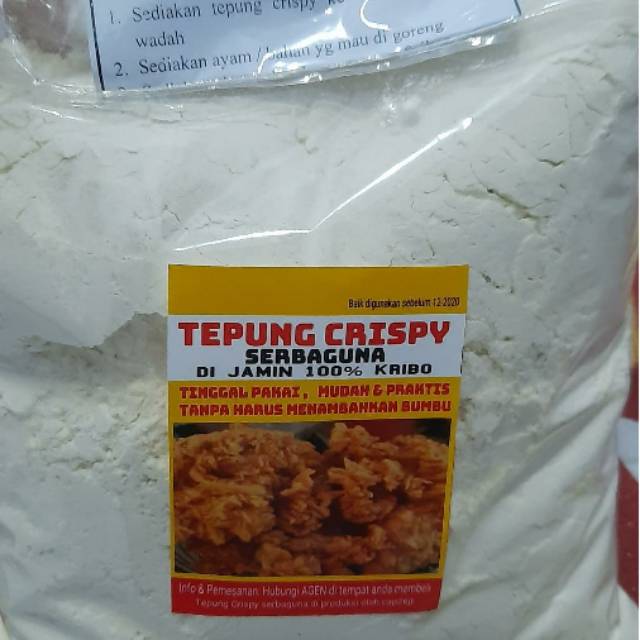 1. Sediakan tepung crispy ke
wadah
2. Sediakan ayam / bahan yg mau di goreng
Baik digunakan sebelum 12-2020
TEPUNG CRISPY
SERBAGUNA
DI JAMIN 100% KRIBO
TINGGAL PAKAI, MUDAH & PRAKTIS
TANPA HARUS MENAMBAHKAN BUMBU
Info & Pemesanan: Hubungi AGEN di tempat anda membeli
Tepung Crispy serbaguna di produksi oleh